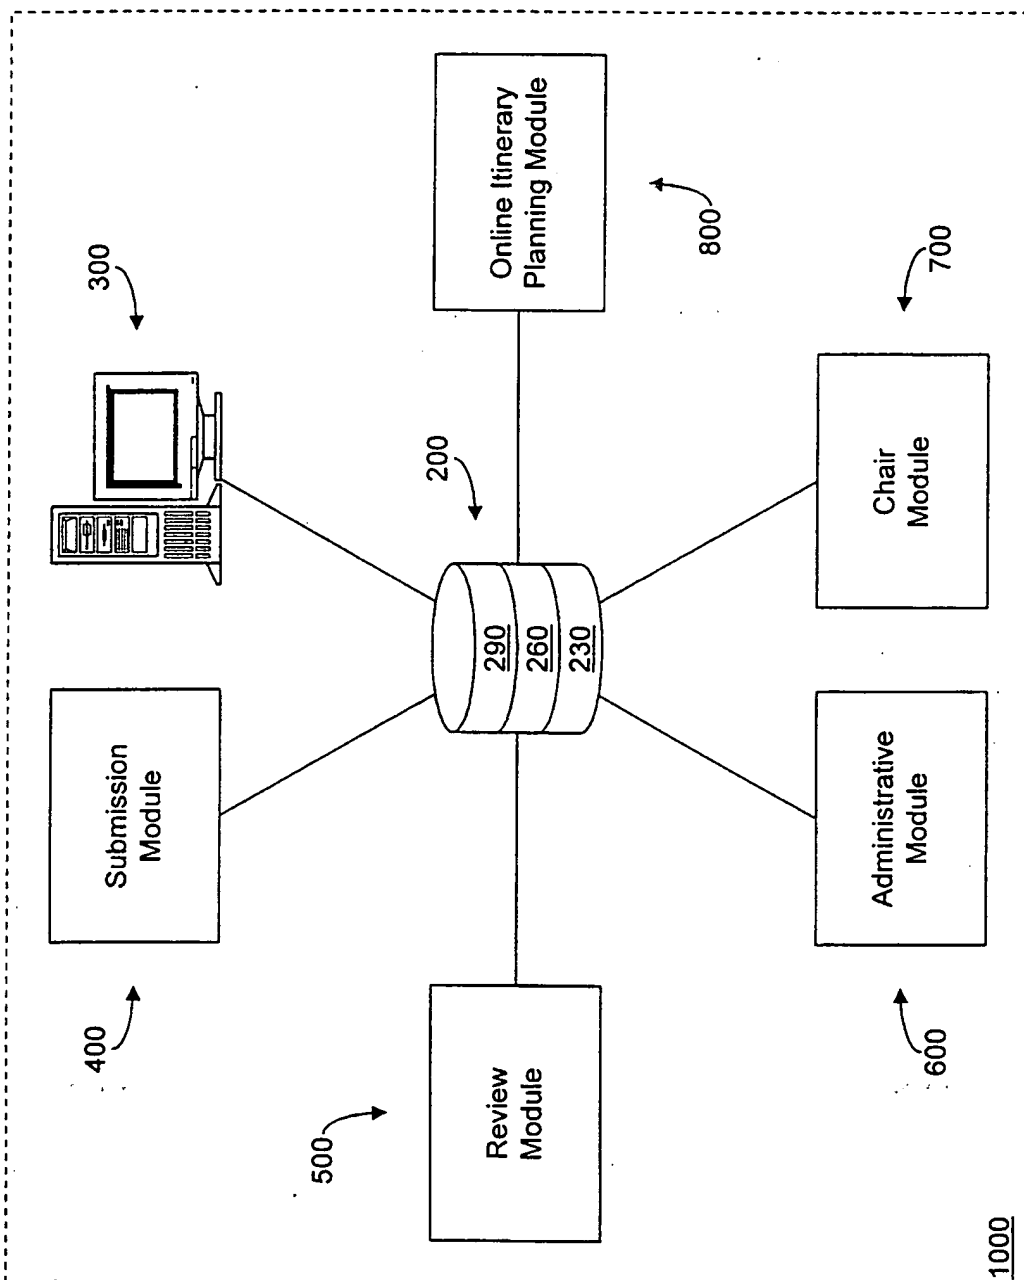 400
Submission
Module
300
500
Review
Module
200
290
260
230
Online Itinerary
Planning Module
800
600
Administrative
Module
Chair
Module
700
1000